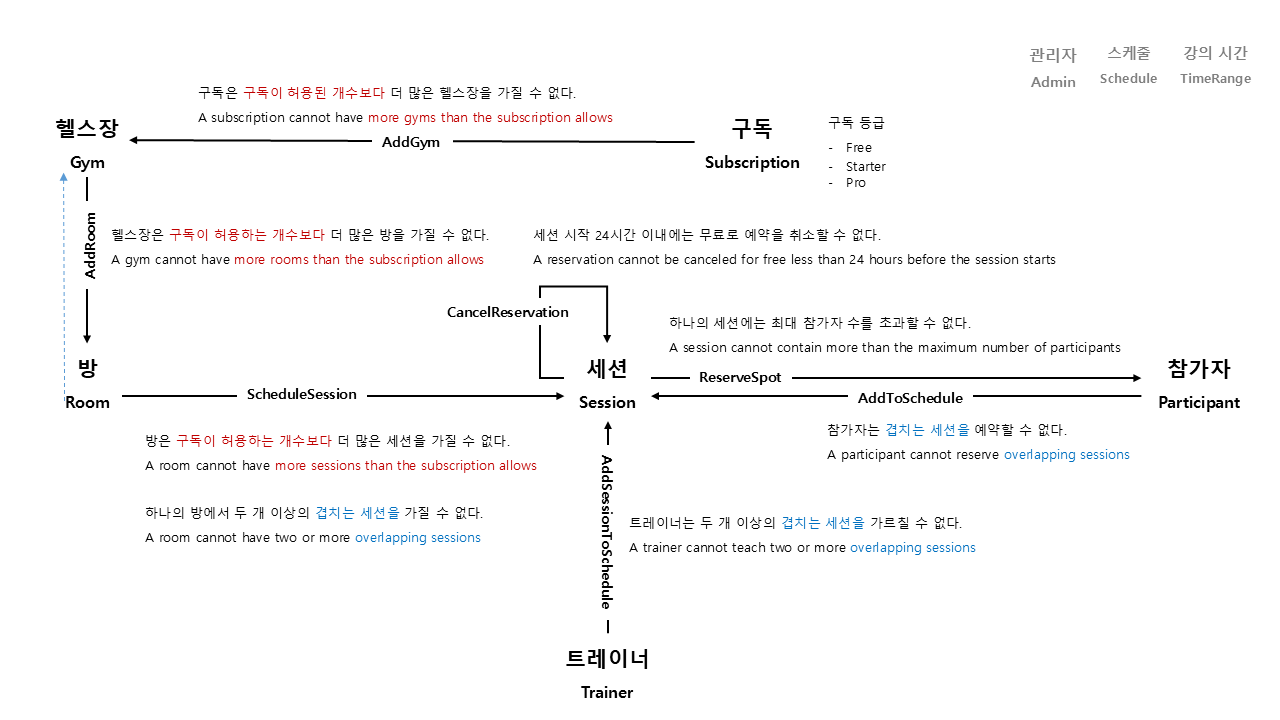 관리자
Admin
스케줄
Schedule
강의 시간
TimeRange
구독은 구독이 허용된 개수보다 더 많은 헬스장을 가질 수 없다.
A subscription cannot have more gyms than the subscription allows
헬스장
Gym
AddGym
구독
Subscription
구독 등급
- Free
- Starter
- Pro
AddRoom
헬스장은 구독이 허용하는 개수보다 더 많은 방을 가질 수 없다.
A gym cannot have more rooms than the subscription allows
세션 시작 24시간 이내에는 무료로 예약을 취소할 수 없다.
A reservation cannot be canceled for free less than 24 hours before the session starts
CancelReservation
하나의 세션에는 최대 참가자 수를 초과할 수 없다.
A session cannot contain more than the maximum number of participants
방
Room
ScheduleSession
세션
Session
ReserveSpot
AddToSchedule
참가자
Participant
방은 구독이 허용하는 개수보다 더 많은 세션을 가질 수 없다.
A room cannot have more sessions than the subscription allows
하나의 방에서 두 개 이상의 겹치는 세션을 가질 수 없다.
A room cannot have two or more overlapping sessions
참가자는 겹치는 세션을 예약할 수 없다.
A participant cannot reserve overlapping sessions
AddSessionToSchedule
트레이너는 두 개 이상의 겹치는 세션을 가르칠 수 없다.
A trainer cannot teach two or more overlapping sessions
트레이너
Trainer